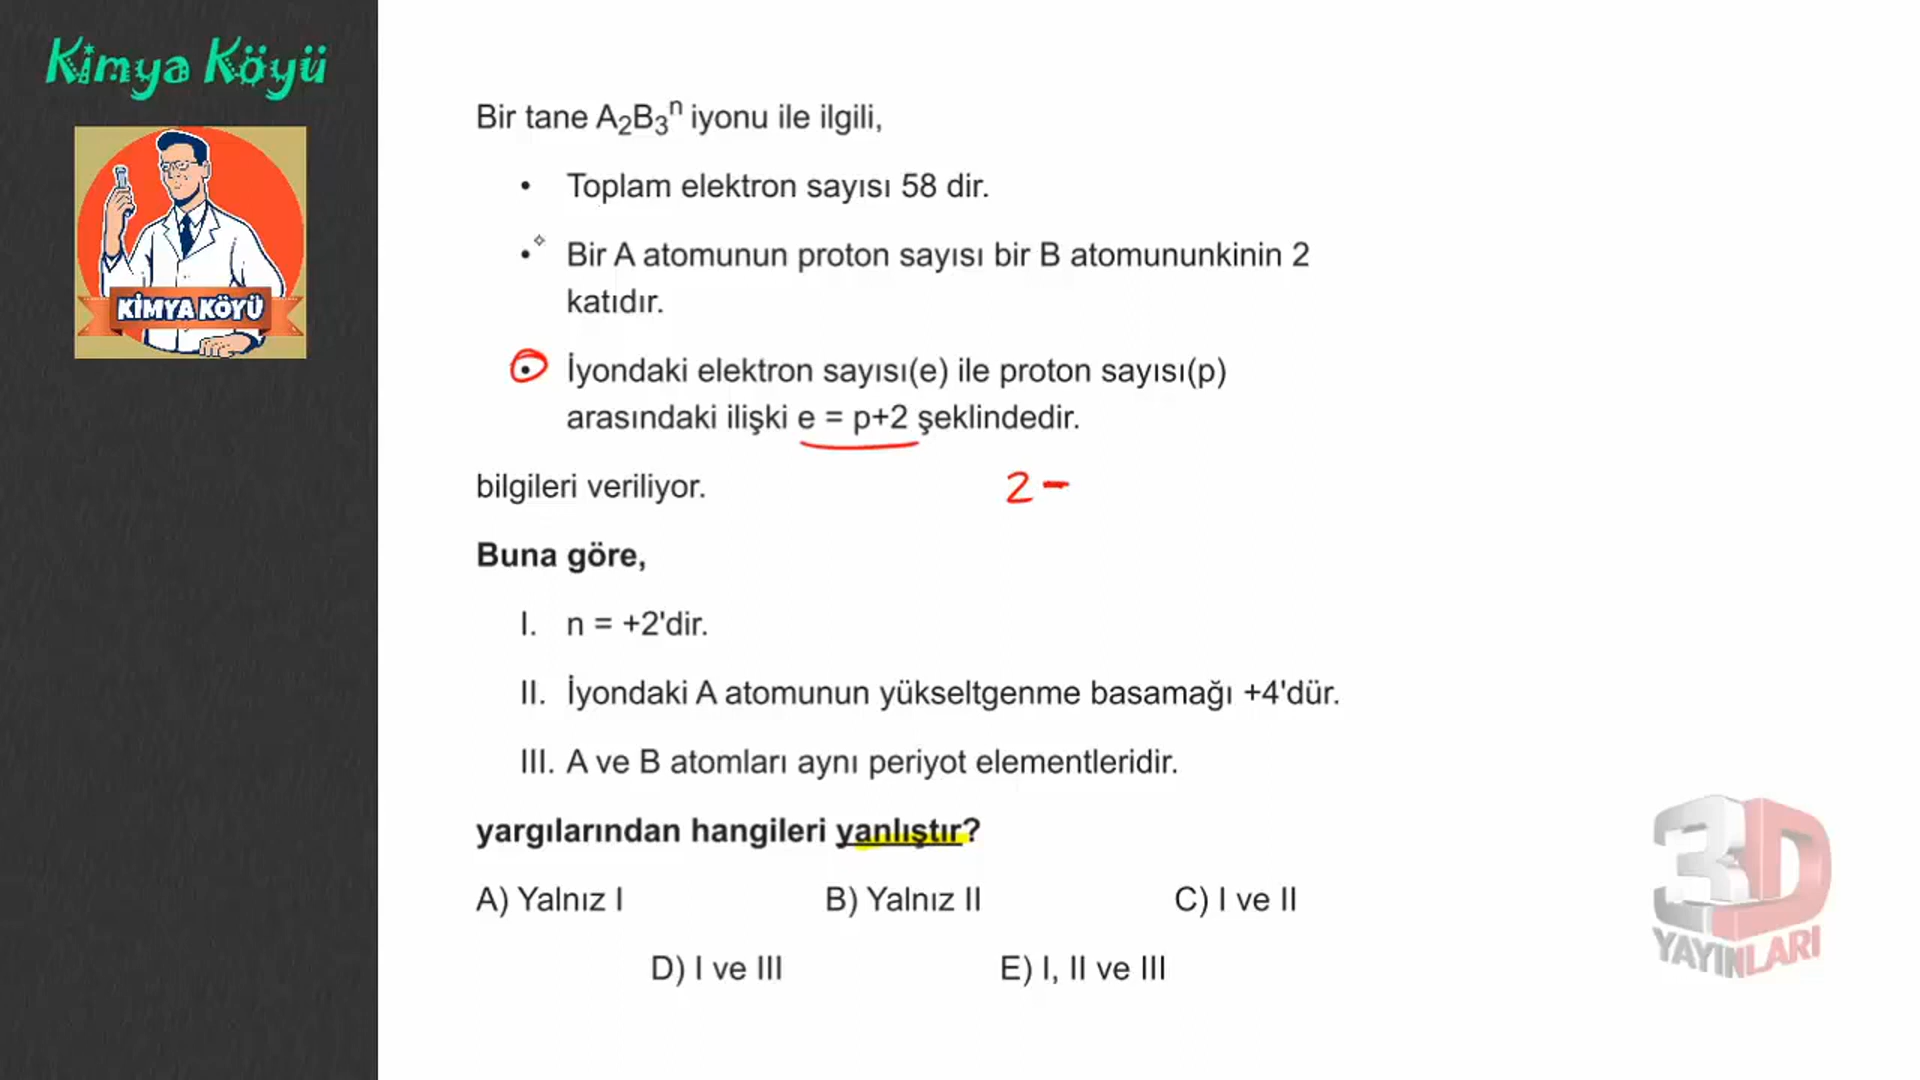 Kimya Köyü
KİMYA KÖYÜ
Bir tane A₂B₃ⁿ iyonu ile ilgili,
• Toplam elektron sayısı 58 dir.
• Bir A atomunun proton sayısı bir B atomununkinin 2
katıdır.
• İyondaki elektron sayısı(e) ile proton sayısı(p)
arasındaki ilişki e = p+2 şeklindedir.
bilgileri veriliyor.
2 -
Buna göre,
I. n = +2'dir.
II. İyondaki A atomunun yükseltgenme basamağı +4'dür.
III. A ve B atomları aynı periyot elementleridir.
yargılarından hangileri yanlıştır?
A) Yalnız I B) Yalnız II C) I ve II
D) I ve III E) I, II ve III
3D
YAYINLARI